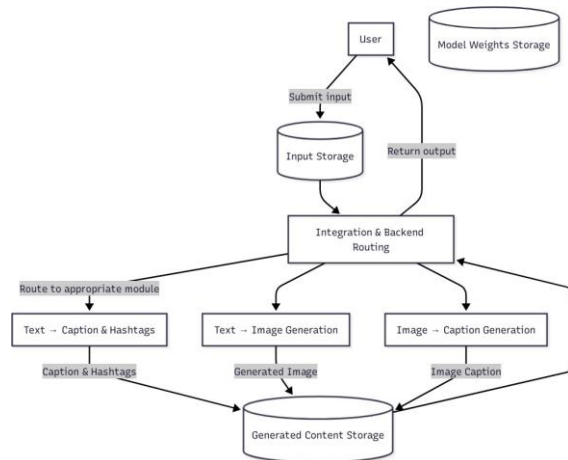 User
Model Weights Storage
Submit input
Input Storage
Return output
Integration & Backend
Routing
Route to appropriate module
Text → Caption & Hashtags
Text → Image Generation
Image → Caption Generation
Caption & Hashtags
Generated Image
Image Caption
Generated Content Storage